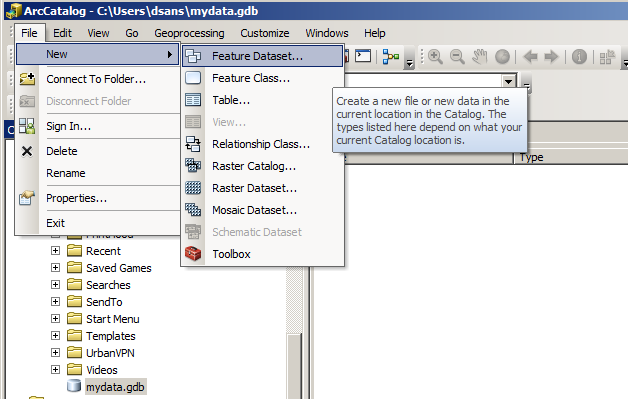 ArcCatalog - C:\Users\dsans\mydata.gdb
File Edit View Go Geoprocessing Customize Windows Help
New
Connect To Folder...
Disconnect Folder
Sign In...
Delete
Rename
Properties...
Exit
Feature Dataset...
Feature Class...
Table...
View...
Relationship Class...
Raster Catalog...
Raster Dataset...
Mosaic Dataset...
Schematic Dataset
Toolbox
Create a new file or new data in the
current location in the Catalog. The
types listed here depend on what your
current Catalog location is.
Type
Recent
Saved Games
Searches
SendTo
Start Menu
Templates
UrbanVPN
Videos
mydata.gdb